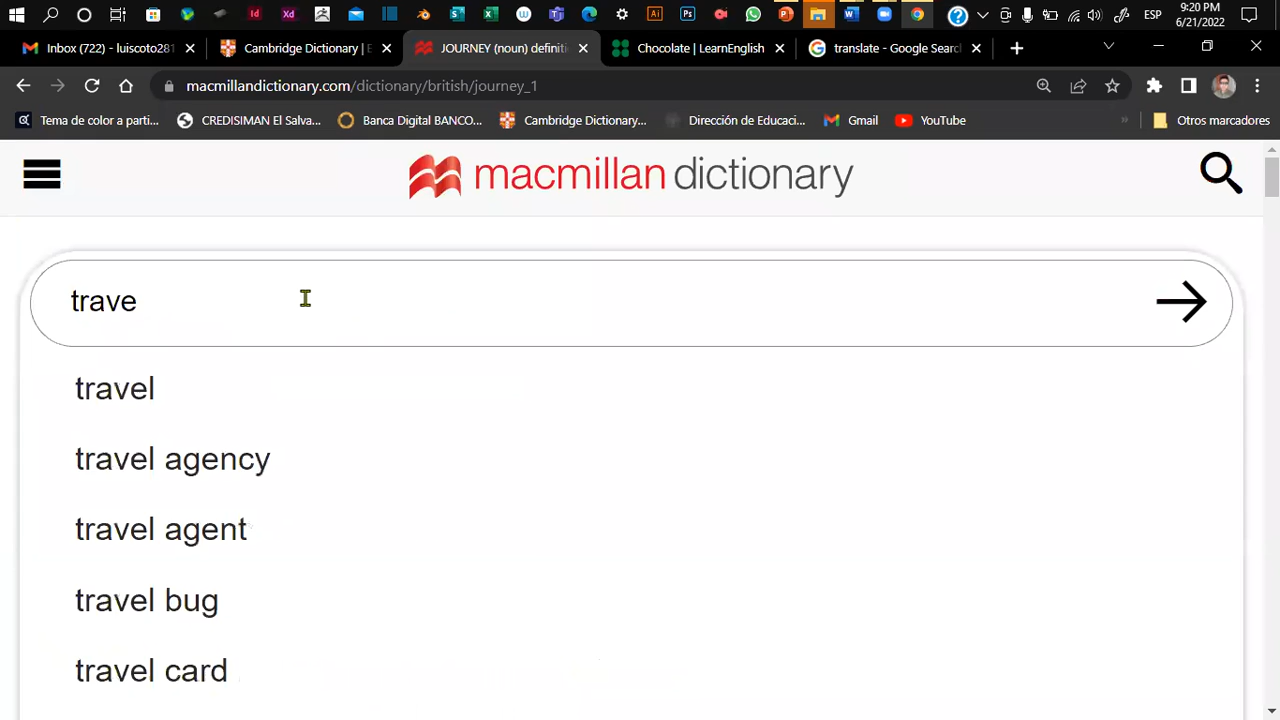 ESP
9:20 PM
6/21/2022
Inbox (722) - luiscoto281
Cambridge Dictionary | E
JOURNEY (noun) definiti
Chocolate | LearnEnglish
translate - Google Searc
macmillandictionary.com/dictionary/british/journey_1
Tema de color a parti...
CREDISIMAN El Salva...
Banca Digital BANCO...
Cambridge Dictionary...
Dirección de Educaci...
Gmail
YouTube
Otros marcadores
macmillan dictionary
trave
travel
travel agency
travel agent
travel bug
travel card